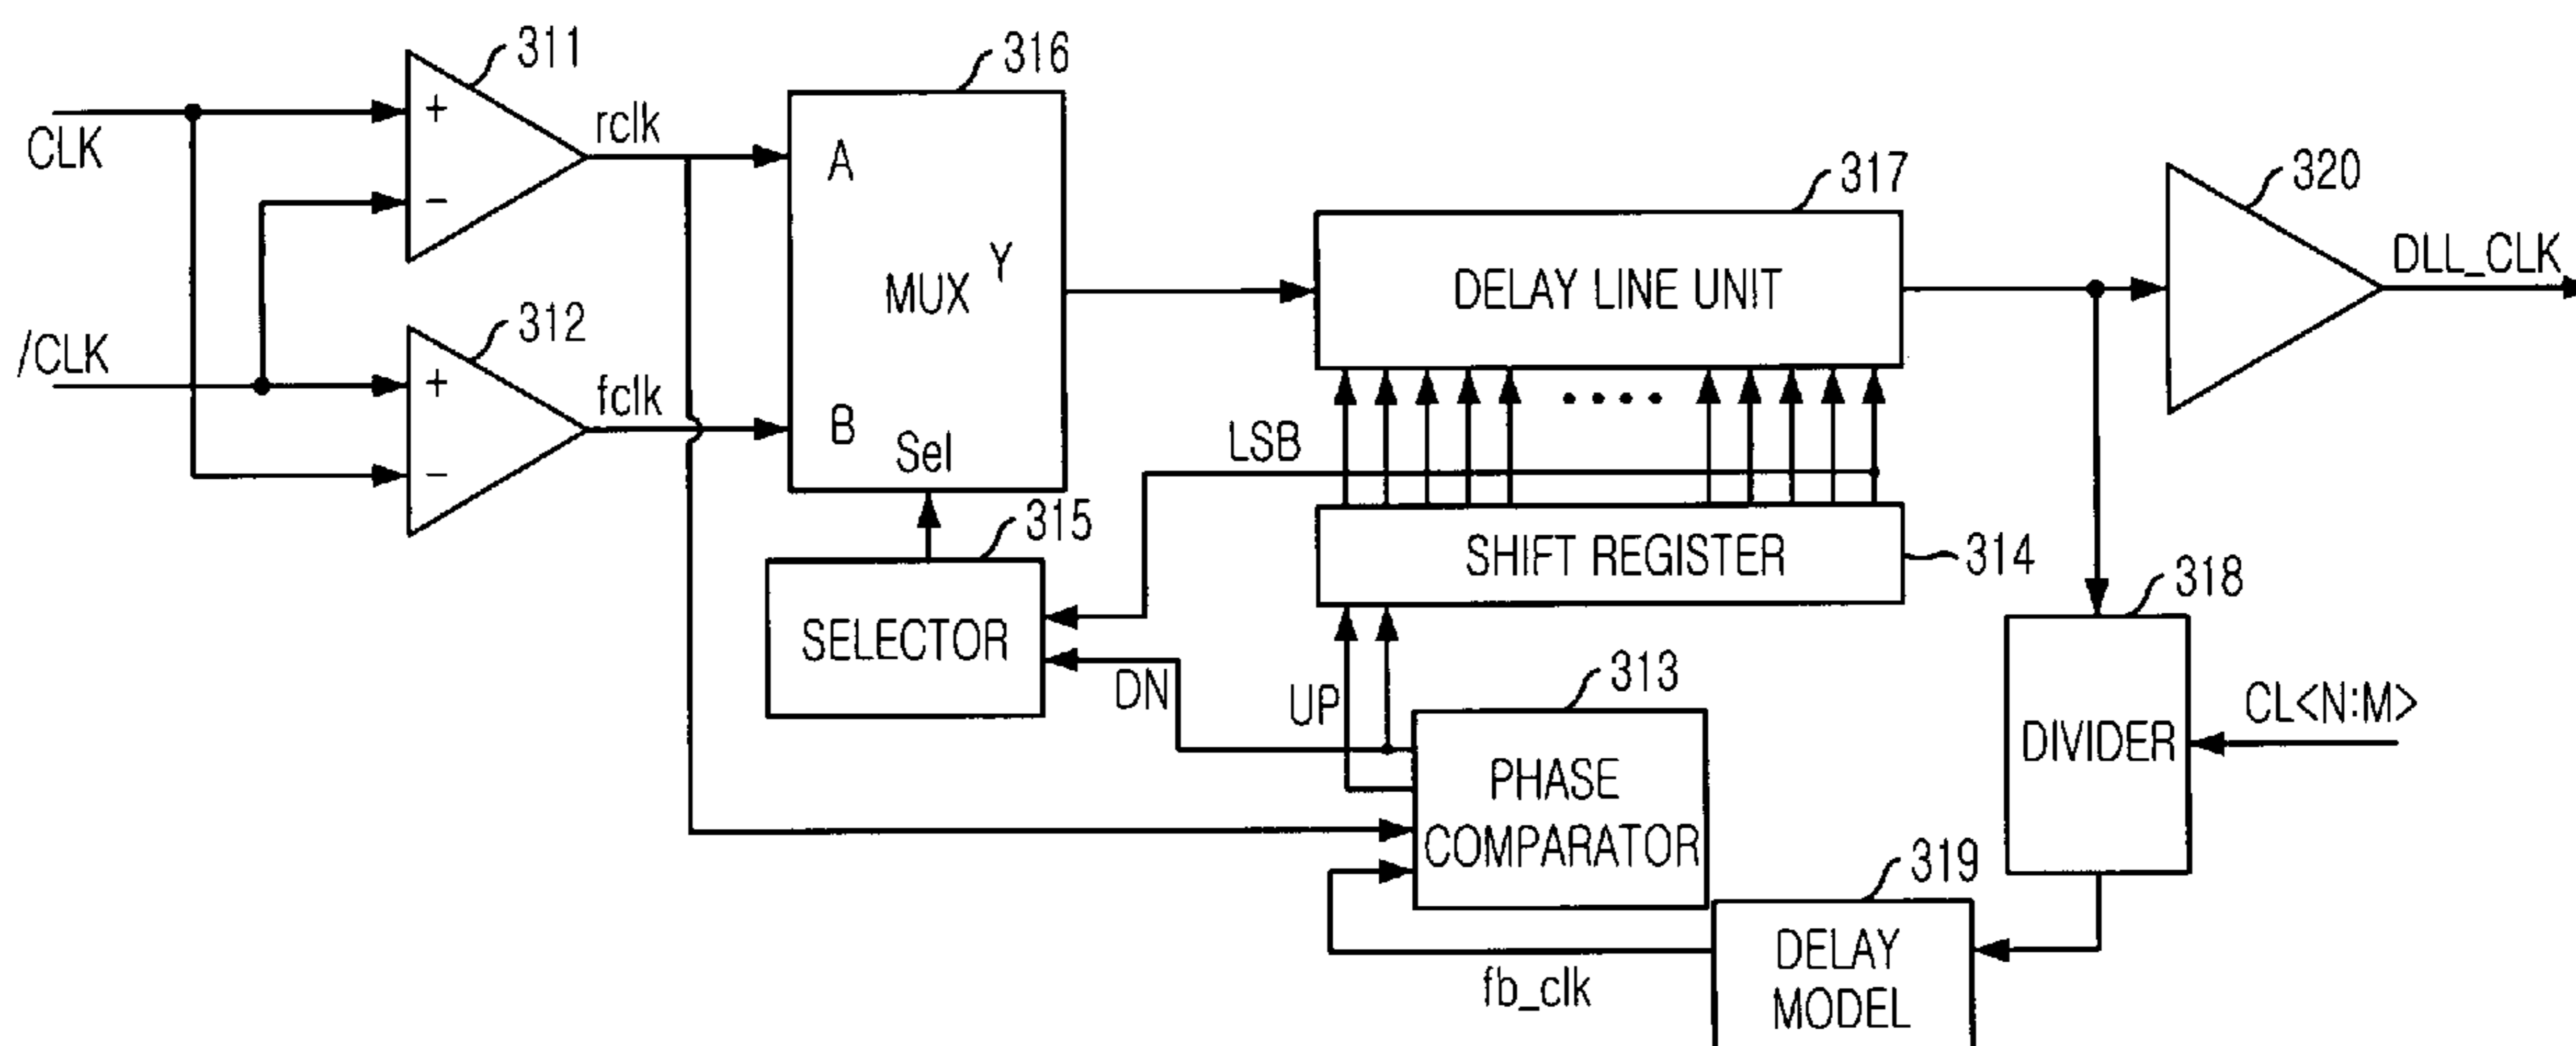 311
316
CLK
+
−
rclk
A
317
320
DELAY LINE UNIT
DLL_CLK
MUX
Y
312
/CLK
+
−
fclk
B
Sel
LSB
315
SHIFT REGISTER
314
318
SELECTOR
DN
UP
313
CL<N:M>
DIVIDER
PHASE
COMPARATOR
319
fb_clk
DELAY
MODEL